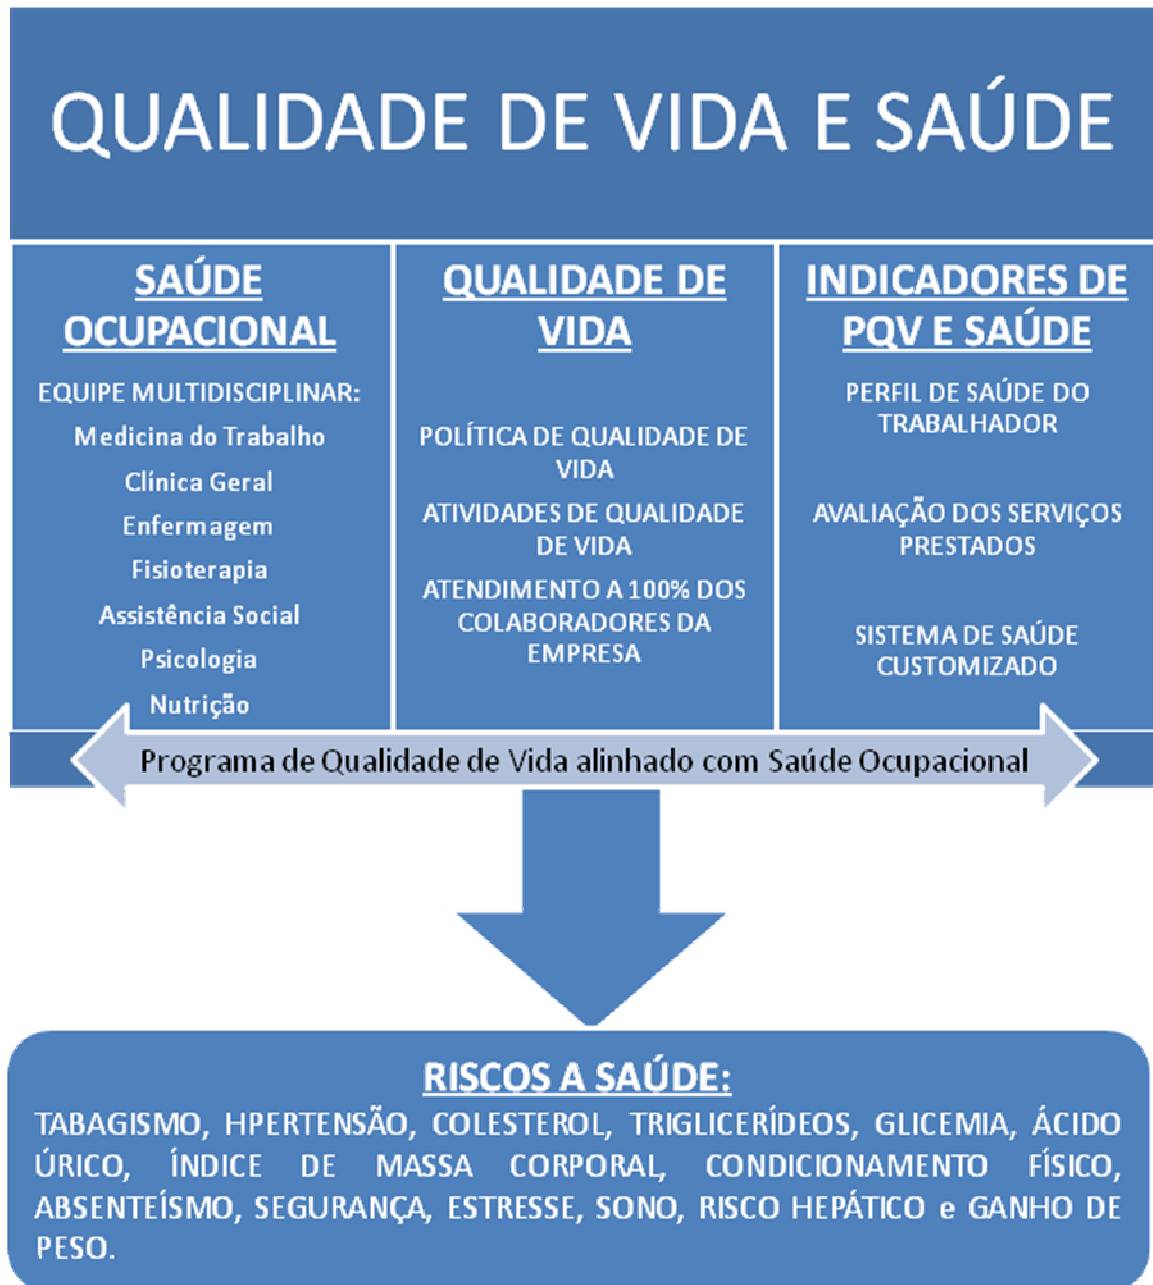 QUALIDADE DE VIDA E SAÚDE
SAÚDE
OCUPACIONAL
EQUIPE MULTIDISCIPLINAR:
Medicina do Trabalho
Clínica Geral
Enfermagem
Fisioterapia
Assistência Social
Psicologia
Nutrição
QUALIDADE DE
VIDA
POLÍTICA DE QUALIDADE DE
VIDA
ATIVIDADES DE QUALIDADE
DE VIDA
ATENDIMENTO A 100% DOS
COLABORADORES DA
EMPRESA
INDICADORES DE
PQV E SAÚDE
PERFIL DE SAÚDE DO
TRABALHADOR
AVALIAÇÃO DOS SERVIÇOS
PRESTADOS
SISTEMA DE SAÚDE
CUSTOMIZADO
Programa de Qualidade de Vida alinhado com Saúde Ocupacional
RISCOS A SAÚDE:
TABAGISMO, HPERTENSÃO, COLESTEROL, TRIGLICERÍDEOS, GLICEMIA, ÁCIDO
ÚRICO, ÍNDICE DE MASSA CORPORAL, CONDICIONAMENTO FÍSICO,
ABSENTEÍSMO, SEGURANÇA, ESTRESSE, SONO, RISCO HEPÁTICO e GANHO DE
PESO.